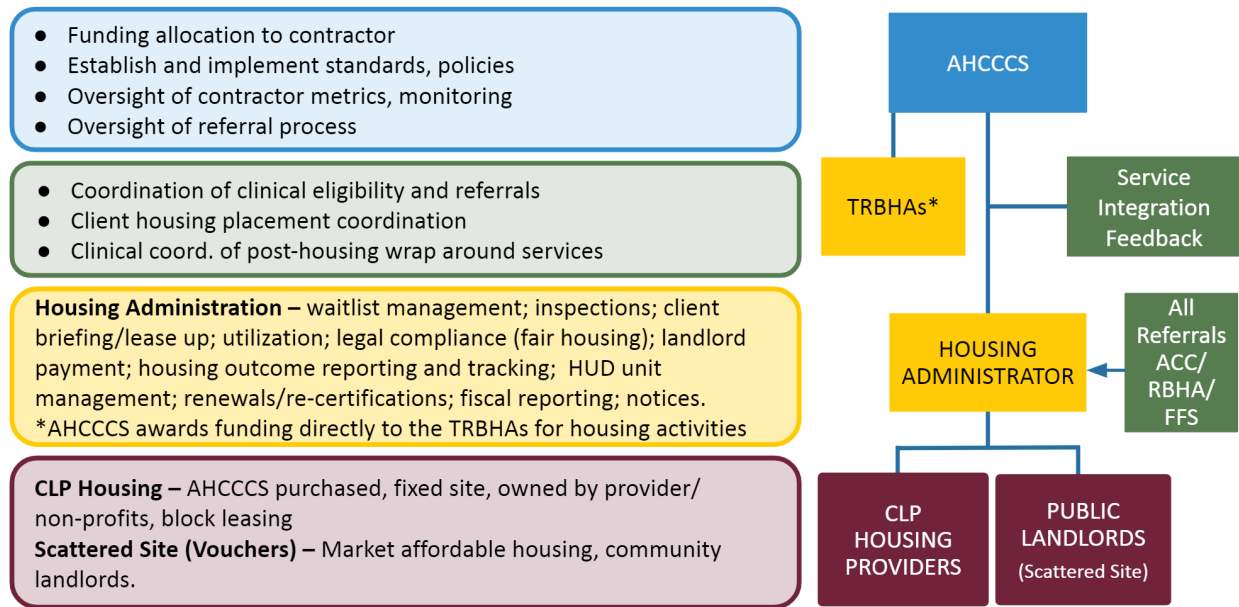 ● Funding allocation to contractor
● Establish and implement standards, policies
● Oversight of contractor metrics, monitoring
● Oversight of referral process
● Coordination of clinical eligibility and referrals
● Client housing placement coordination
● Clinical coord. of post-housing wrap around services
Housing Administration – waitlist management; inspections; client
briefing/lease up; utilization; legal compliance (fair housing); landlord
payment; housing outcome reporting and tracking; HUD unit
management; renewals/re-certifications; fiscal reporting; notices.
*AHCCCS awards funding directly to the TRBHAs for housing activities
CLP Housing – AHCCCS purchased, fixed site, owned by provider/
non-profits, block leasing
Scattered Site (Vouchers) – Market affordable housing, community
landlords.
AHCCCS
TRBHAs*
Service
Integration
Feedback
HOUSING
ADMINISTRATOR
All
Referrals
ACC/
RBHA/
FFS
CLP
HOUSING
PROVIDERS
PUBLIC
LANDLORDS
(Scattered Site)